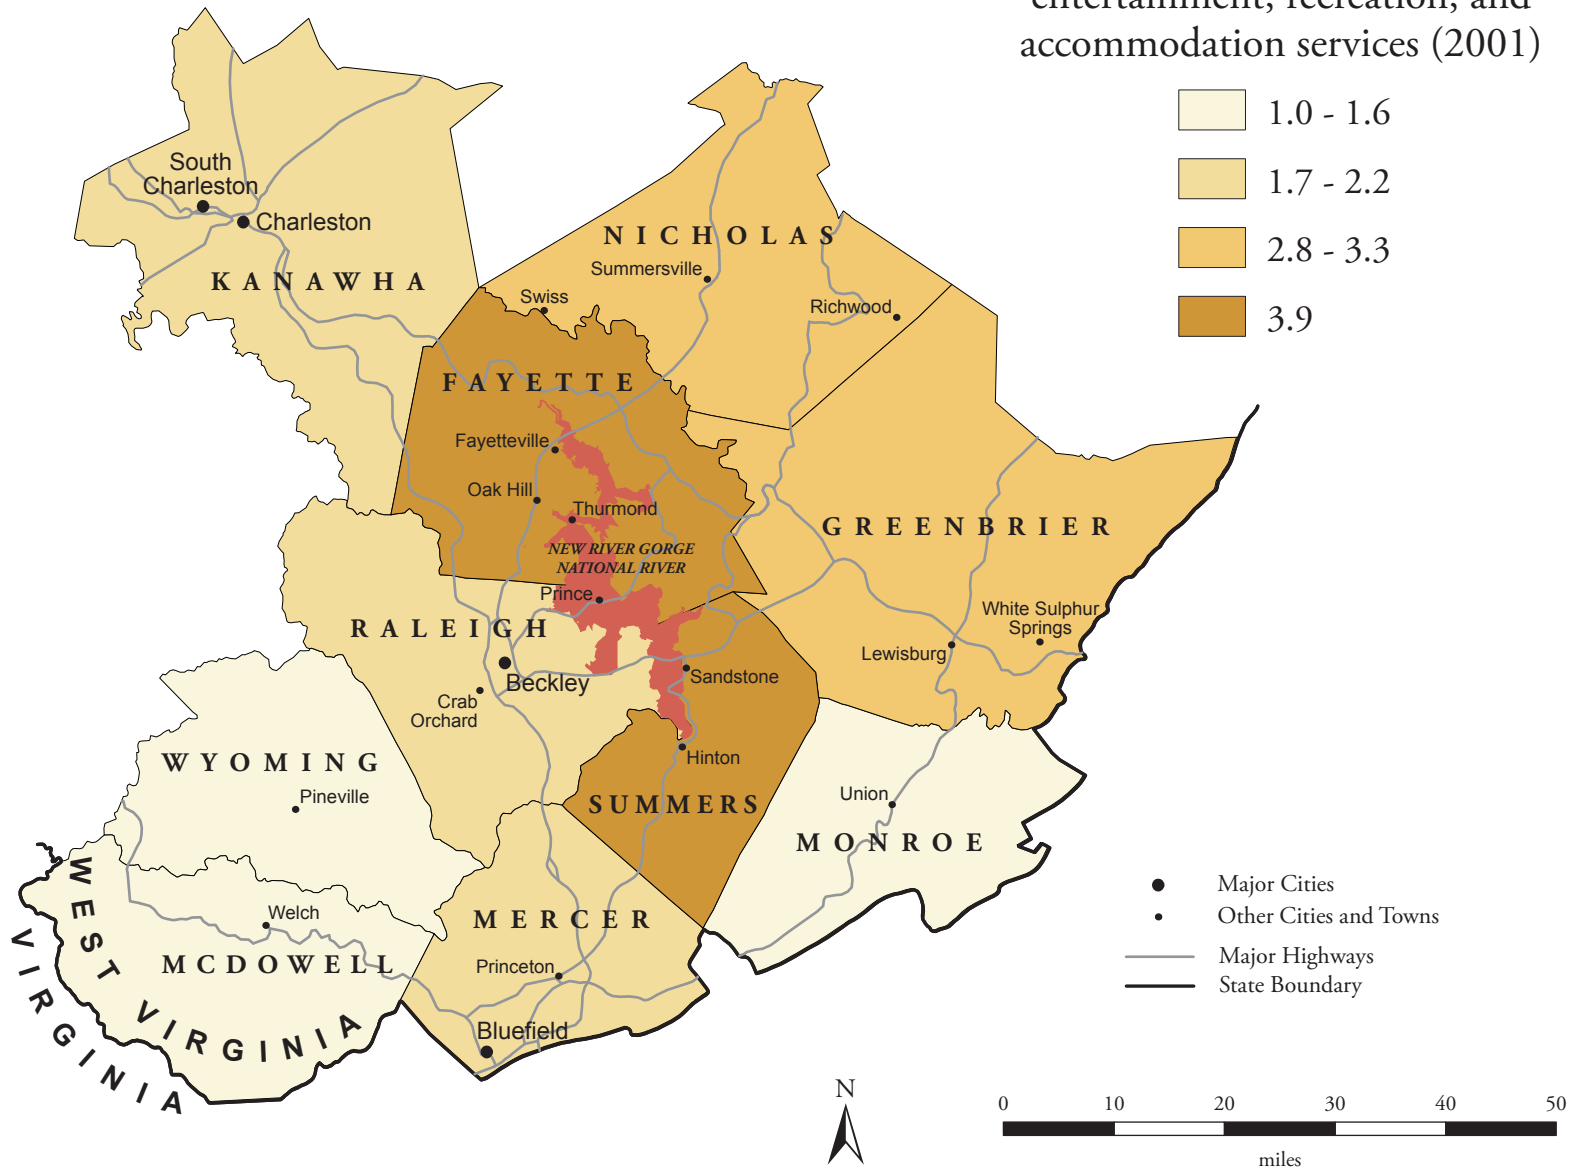 entertainment, recreation, and
accommodation services (2001)
1.0 - 1.6
1.7 - 2.2
2.8 - 3.3
3.9
South
Charleston
Charleston
KANAWHA
NICHOLAS
Summersville
Swiss
Richwood
FAYETTE
Fayetteville
Oak Hill
Thurmond
NEW RIVER GORGE
NATIONAL RIVER
GREENBRIER
Prince
White Sulphur
Springs
RALEIGH
Lewisburg
Beckley
Sandstone
Crab
Orchard
WYOMING
Hinton
Pineville
SUMMERS
Union
MONROE
WEST VIRGINIA
VIRGINIA
Welch
MERCER
MCDOWELL
Princeton
Bluefield
Major Cities
Other Cities and Towns
Major Highways
State Boundary
N
0 10 20 30 40 50
miles